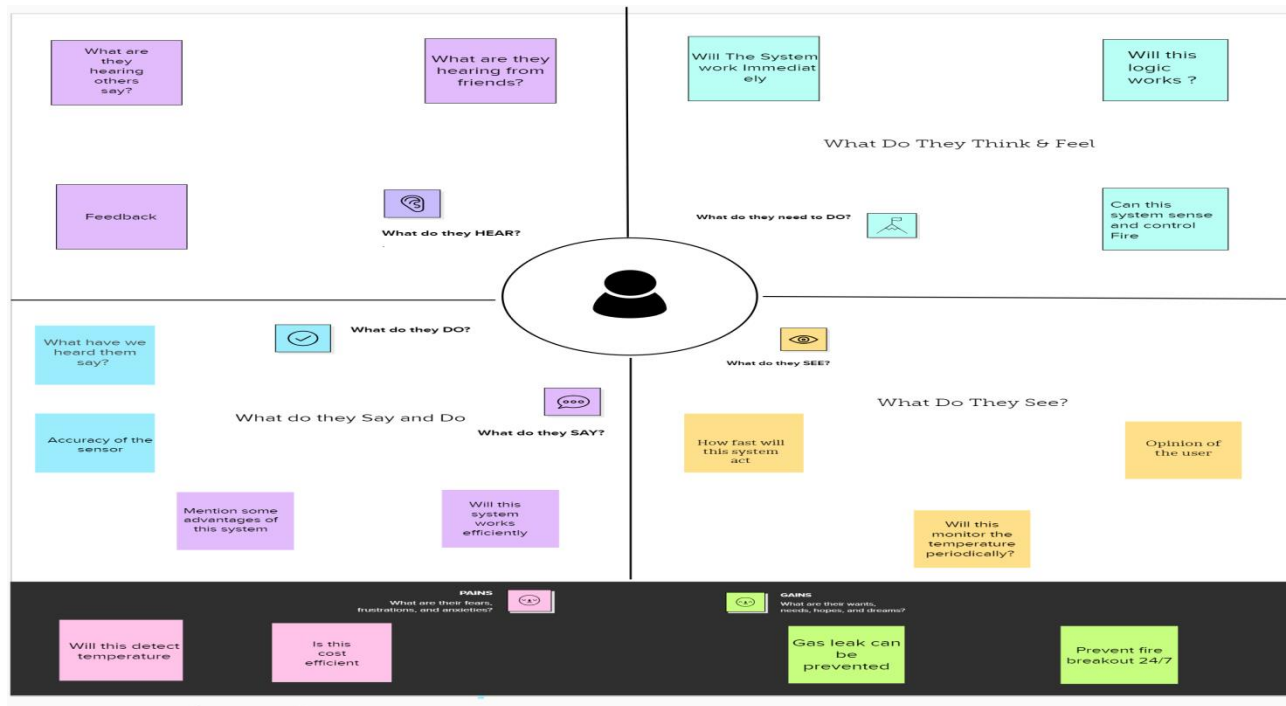 What are
they
hearing
others
say?
What are they
hearing from
friends?
Feedback
What do they HEAR?
Will The System
work Immediat
ely
Will this
logic
works ?
What Do They Think & Feel
What do they need to DO?
Can this
system sense
and control
Fire
What have we
heard them
say?
What do they DO?
Accuracy of the
sensor
What do they Say and Do
What do they SAY?
Mention some
advantages of
this system
Will this
system
works
efficiently
What do they SEE?
What Do They See?
How fast will
this system
act
Opinion of
the user
Will this
monitor the
temperature
periodically?
PAINS
What are their fears,
frustrations, and anxieties?
Will this detect
temperature
Is this
cost
efficient
GAINS
What are their wants,
needs, hopes, and dreams?
Gas leak can
be
prevented
Prevent fire
breakout 24/7